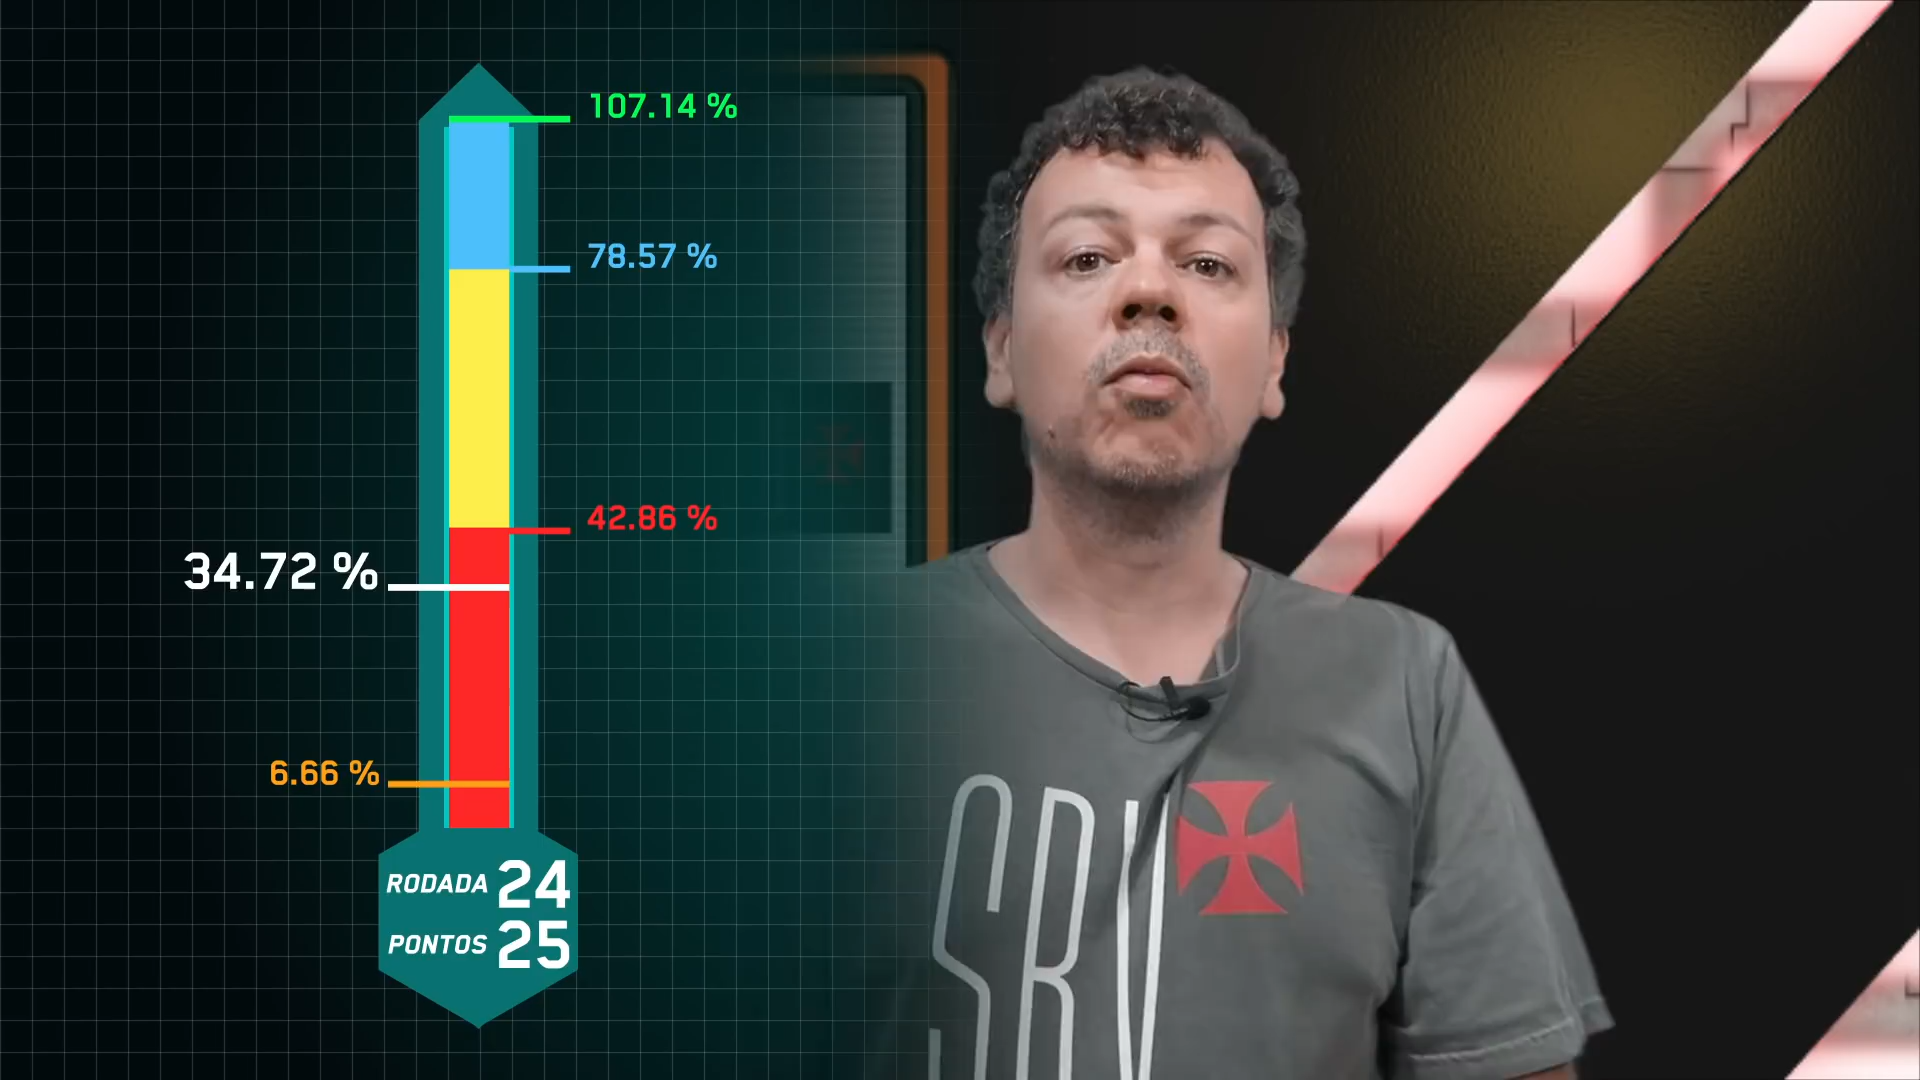 107.14 %
78.57 %
42.86 %
34.72 %
6.66 %
RODADA 24
PONTOS 25
SRV